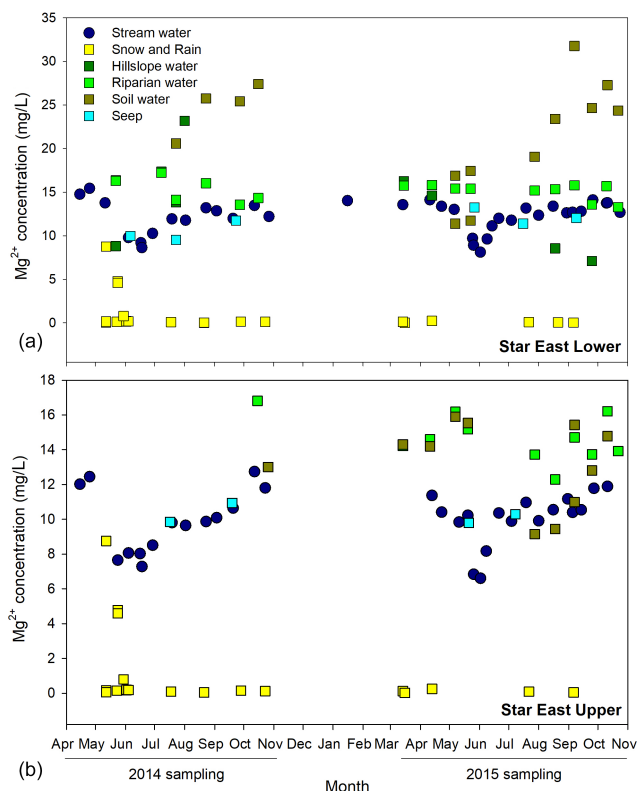 (a)
Mg2+ concentration (mg/L)
35
30
25
20
15
10
5
0
Stream water
Snow and Rain
Hillslope water
Riparian water
Soil water
Seep
Star East Lower
(b)
Mg2+ concentration (mg/L)
18
16
14
12
10
8
6
4
2
0
Star East Upper
Apr May Jun Jul Aug Sep Oct Nov Dec Jan Feb Mar Apr May Jun Jul Aug Sep Oct Nov
2014 sampling 2015 sampling
Month